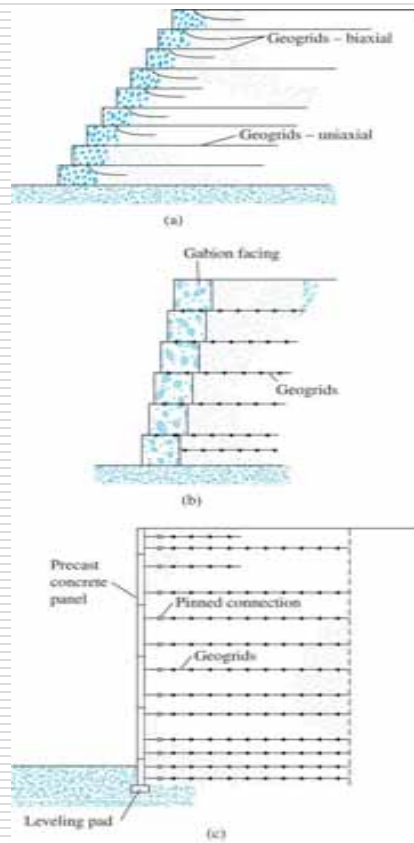 Geogrids – biaxial
Geogrids – uniaxial
(a)
Gabion facing
Geogrids
(b)
Precast
concrete
panel
Pinned connection
Geogrids
Leveling pad
(c)